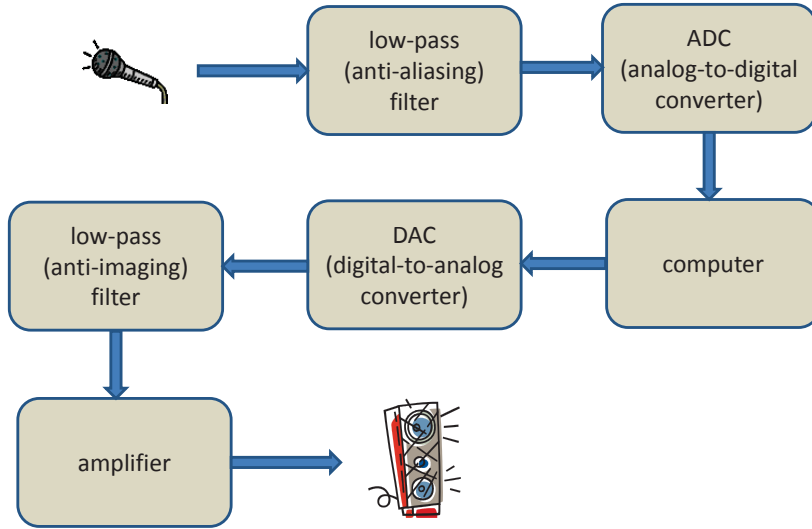 low-pass
(anti-aliasing)
filter
ADC
(analog-to-digital
converter)
low-pass
(anti-imaging)
filter
DAC
(digital-to-analog
converter)
computer
amplifier